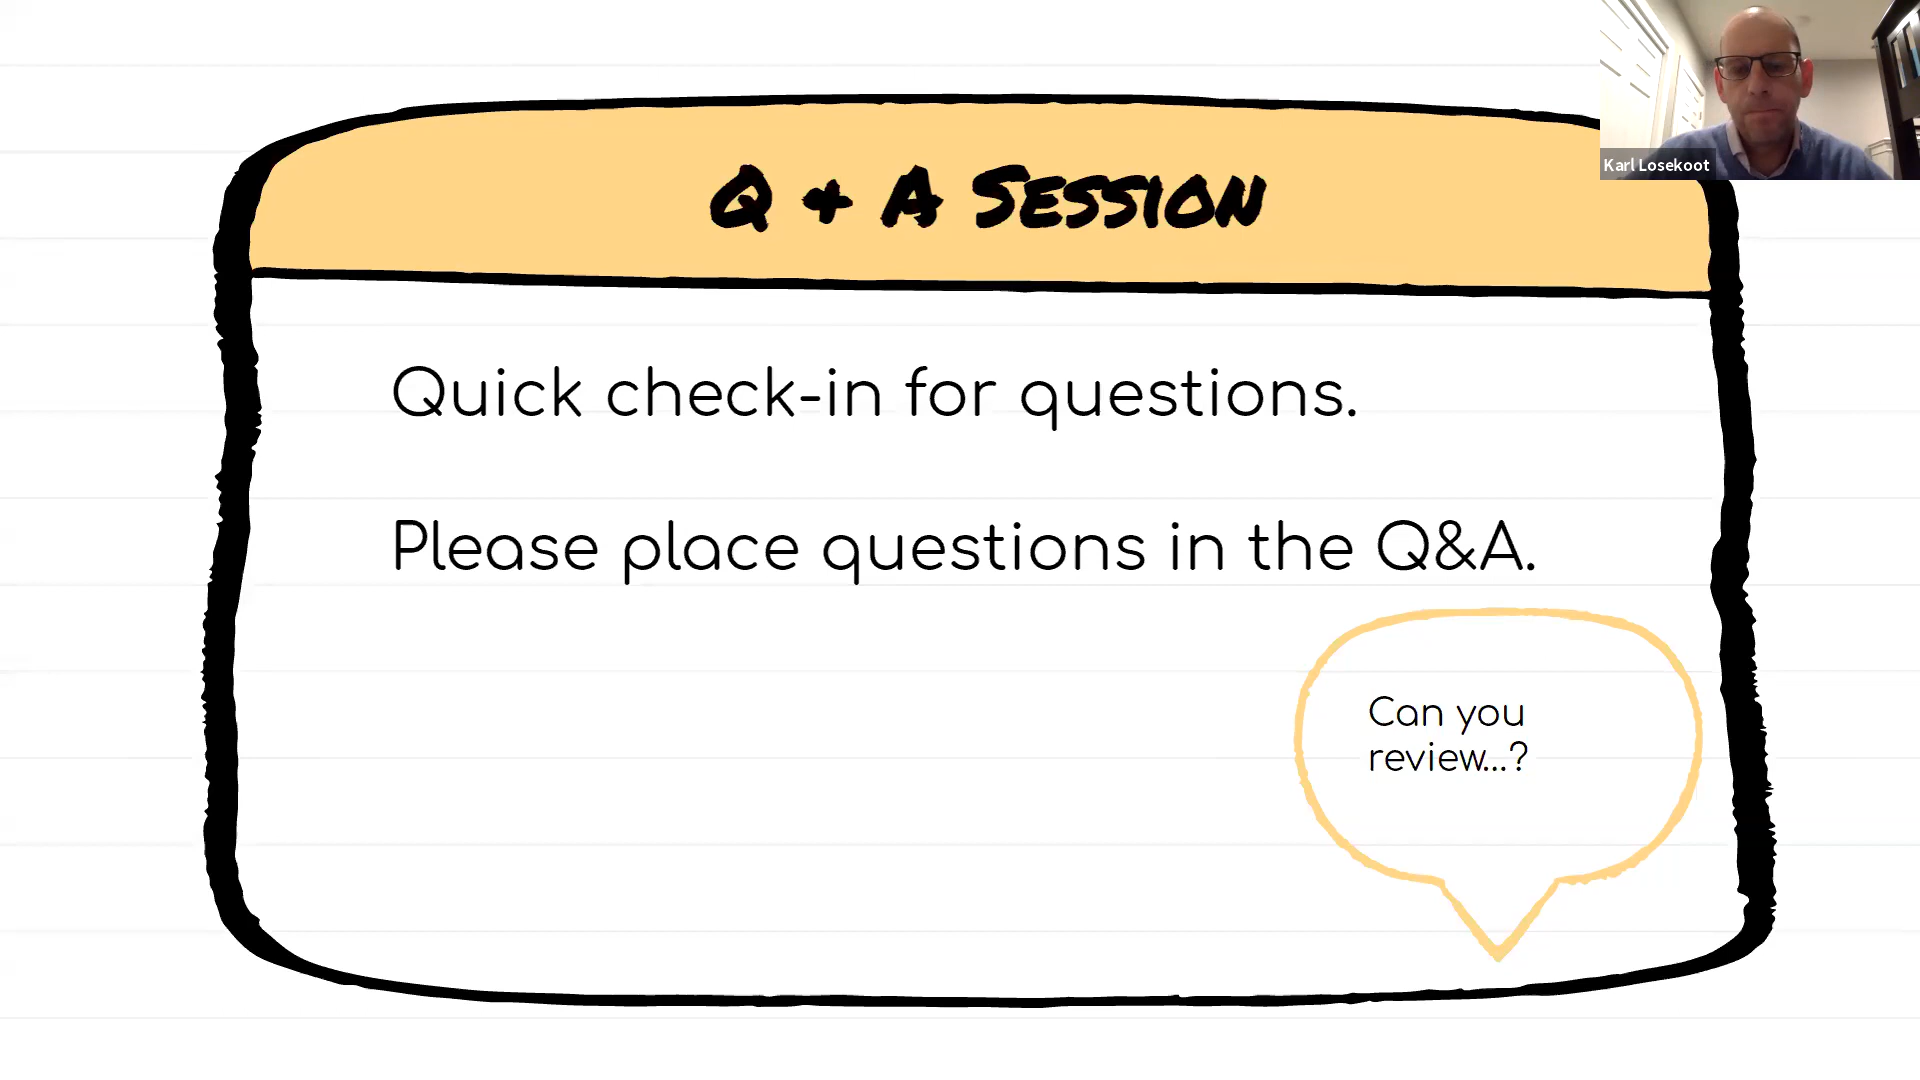 Karl Losekoot
Q & A Session
Quick check-in for questions.
Please place questions in the Q&A.
Can you
review...?